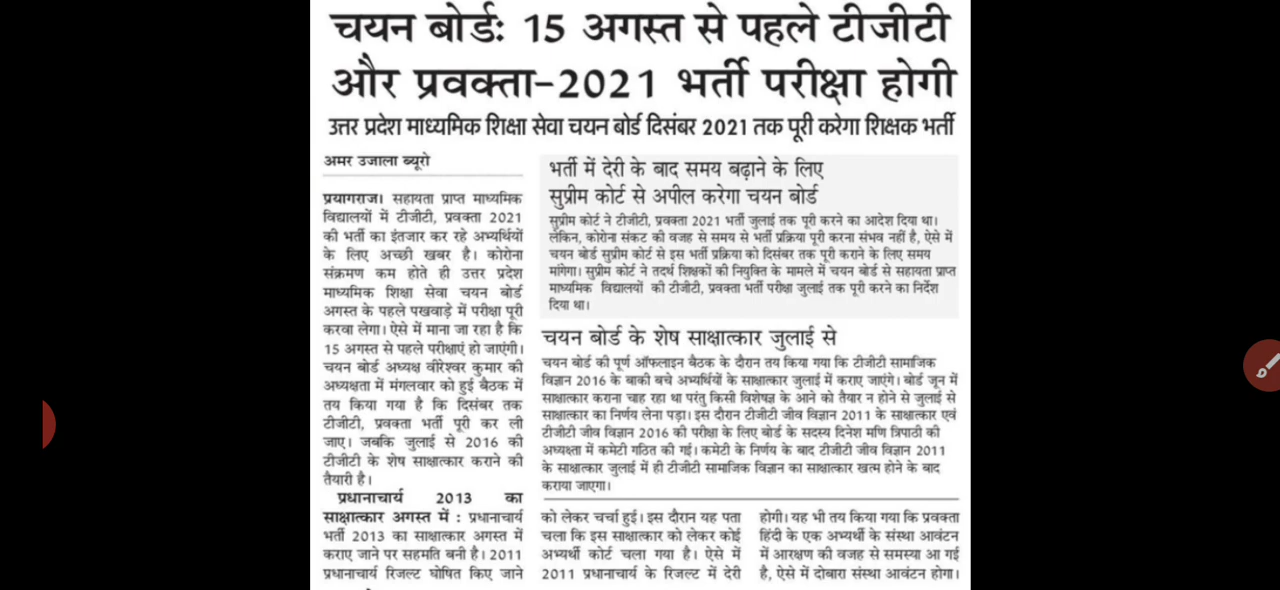 चयन बोर्डः 15 अगस्त से पहले टीजीटी
और प्रवक्ता-2021 भर्ती परीक्षा होगी
उत्तर प्रदेश माध्यमिक शिक्षा सेवा चयन बोर्ड दिसंबर 2021 तक पूरी करेगा शिक्षक भर्ती
अमर उजाला ब्यूरो
प्रयागराज। सहायता प्राप्त माध्यमिक
विद्यालयों में टीजीटी, प्रवक्ता 2021
की भर्ती का इंतजार कर रहे अभ्यर्थियों
के लिए अच्छी खबर है। कोरोना
संक्रमण कम होते ही उत्तर प्रदेश
माध्यमिक शिक्षा सेवा चयन बोर्ड
अगस्त के पहले पखवाड़े में परीक्षा पूरी
करवा लेगा। ऐसे में माना जा रहा है कि
15 अगस्त से पहले परीक्षाएं हो जाएंगी।
चयन बोर्ड अध्यक्ष वीरेश्वर कुमार की
अध्यक्षता में मंगलवार को हुई बैठक में
तय किया गया है कि दिसंबर तक
टीजीटी, प्रवक्ता भर्ती पूरी कर ली
जाए। जबकि जुलाई से 2016 की
टीजीटी के शेष साक्षात्कार कराने की
तैयारी है।
प्रधानाचार्य 2013 का
साक्षात्कार अगस्त में : प्रधानाचार्य
भर्ती 2013 का साक्षात्कार अगस्त में
कराए जाने पर सहमति बनी है। 2011
प्रधानाचार्य रिजल्ट घोषित किए जाने
भर्ती में देरी के बाद समय बढ़ाने के लिए
सुप्रीम कोर्ट से अपील करेगा चयन बोर्ड
सुप्रीम कोर्ट ने टीजीटी, प्रवक्ता 2021 भर्ती जुलाई तक पूरी करने का आदेश दिया था।
लेकिन, कोरोना संकट की वजह से समय से भर्ती प्रक्रिया पूरी करना संभव नहीं है, ऐसे में
चयन बोर्ड सुप्रीम कोर्ट से इस भर्ती प्रक्रिया को दिसंबर तक पूरी कराने के लिए समय
मांगेगा। सुप्रीम कोर्ट ने तदर्थ शिक्षकों की नियुक्ति के मामले में चयन बोर्ड से सहायता प्राप्त
माध्यमिक विद्यालयों की टीजीटी, प्रवक्ता भर्ती परीक्षा जुलाई तक पूरी करने का निर्देश
दिया था।
चयन बोर्ड के शेष साक्षात्कार जुलाई से
चयन बोर्ड की पूर्ण ऑफलाइन बैठक के दौरान तय किया गया कि टीजीटी सामाजिक
विज्ञान 2016 के बाकी बचे अभ्यर्थियों के साक्षात्कार जुलाई में कराए जाएंगे। बोर्ड जून में
साक्षात्कार कराना चाह रहा था परंतु किसी विशेषज्ञ के आने को तैयार न होने से जुलाई से
साक्षात्कार का निर्णय लेना पड़ा। इस दौरान टीजीटी जीव विज्ञान 2011 के साक्षात्कार एवं
टीजीटी जीव विज्ञान 2016 की परीक्षा के लिए बोर्ड के सदस्य दिनेश मणि त्रिपाठी की
अध्यक्षता में कमेटी गठित की गई। कमेटी के निर्णय के बाद टीजीटी जीव विज्ञान 2011
के साक्षात्कार जुलाई में ही टीजीटी सामाजिक विज्ञान का साक्षात्कार खत्म होने के बाद
कराया जाएगा।
को लेकर चर्चा हुई। इस दौरान यह पता
चला कि इस साक्षात्कार को लेकर कोई
अभ्यर्थी कोर्ट चला गया है। ऐसे में
2011 प्रधानाचार्य के रिजल्ट में देरी
होगी। यह भी तय किया गया कि प्रवक्ता
हिंदी के एक अभ्यर्थी के संस्था आवंटन
में आरक्षण की वजह से समस्या आ गई
है, ऐसे में दोबारा संस्था आवंटन होगा।